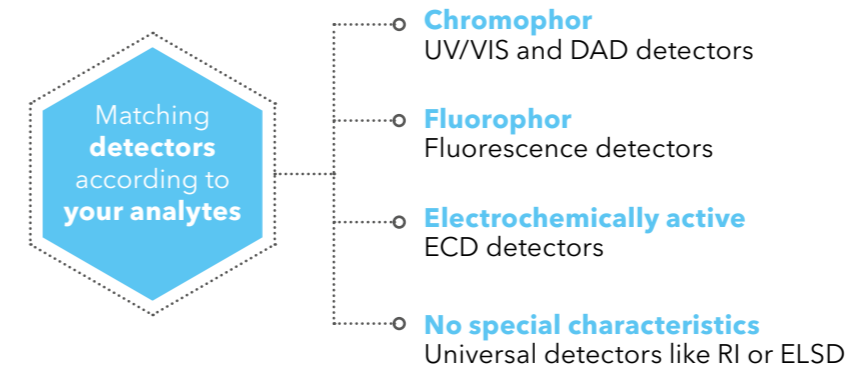 Matching
detectors
according to
your analytes
Chromophor
UV/VIS and DAD detectors
Fluorophor
Fluorescence detectors
Electrochemically active
ECD detectors
No special characteristics
Universal detectors like RI or ELSD